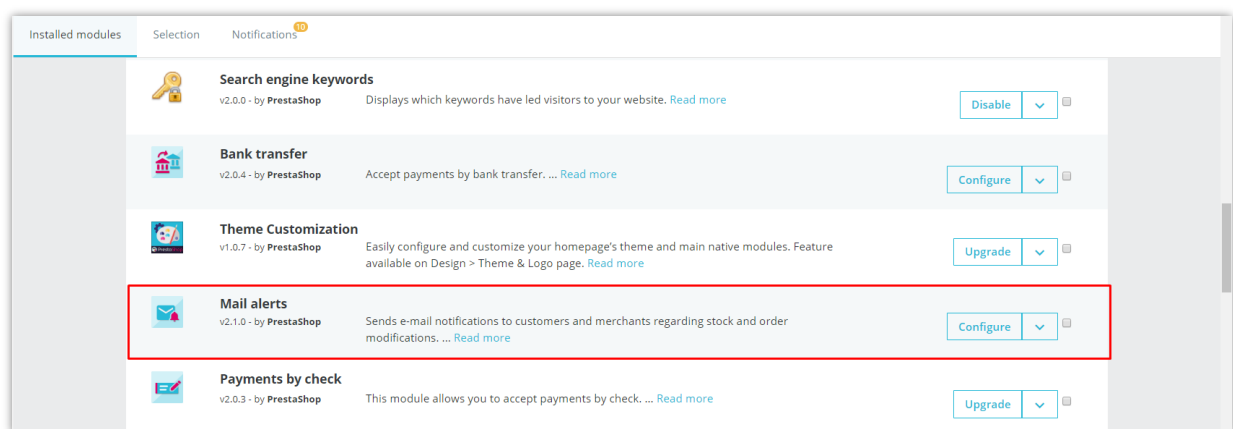 Installed modules Selection Notifications 10
Search engine keywords
v2.0.0 - by PrestaShop Displays which keywords have led visitors to your website. Read more
Disable
Bank transfer
v2.0.4 - by PrestaShop Accept payments by bank transfer. ... Read more
Configure
Theme Customization
v1.0.7 - by PrestaShop Easily configure and customize your homepage's theme and main native modules. Feature
available on Design > Theme & Logo page. Read more
Upgrade
Mail alerts
v2.1.0 - by PrestaShop Sends e-mail notifications to customers and merchants regarding stock and order
modifications. ... Read more
Configure
Payments by check
v2.0.3 - by PrestaShop This module allows you to accept payments by check. ... Read more
Upgrade